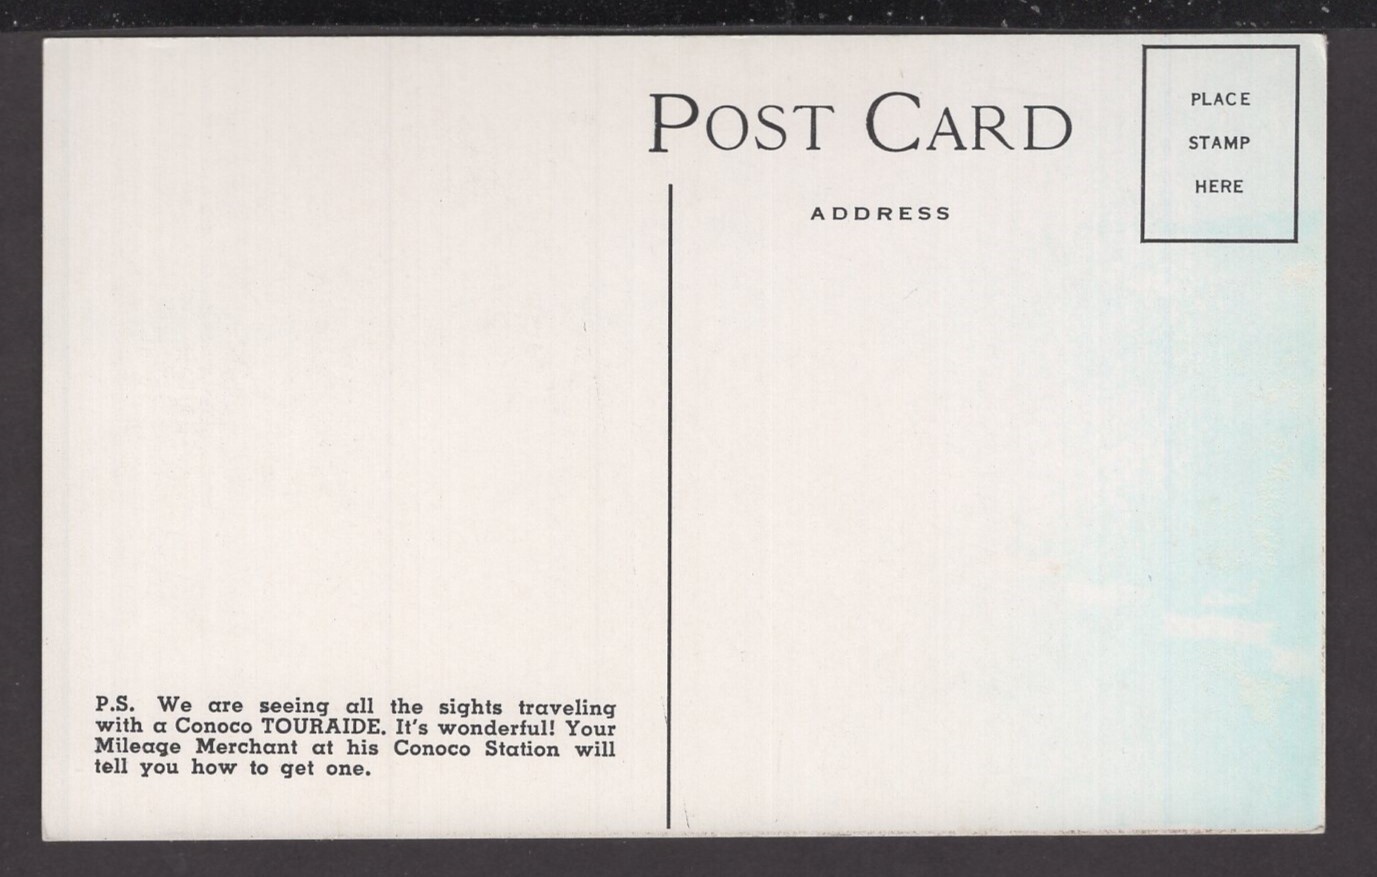 POST CARD
PLACE
STAMP
HERE
ADDRESS
P.S. We are seeing all the sights traveling
with a Conoco TOURAIDE. It's wonderful! Your
Mileage Merchant at his Conoco Station will
tell you how to get one.